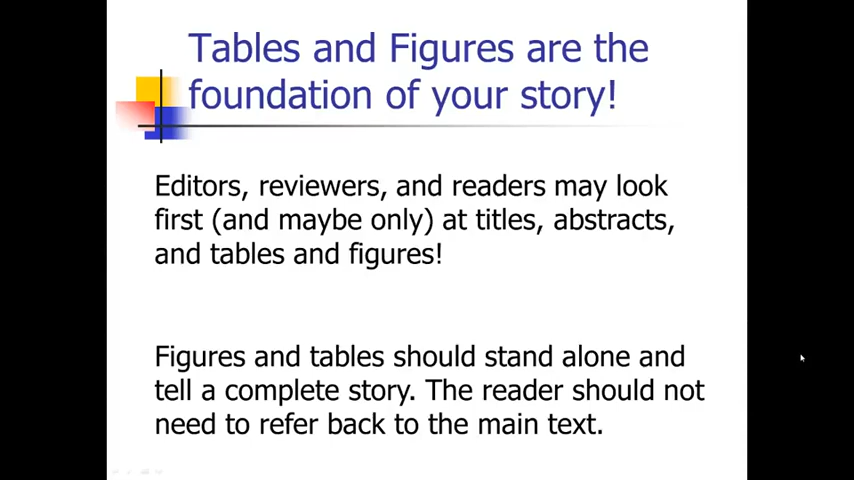 Tables and Figures are the
foundation of your story!
Editors, reviewers, and readers may look
first (and maybe only) at titles, abstracts,
and tables and figures!
Figures and tables should stand alone and
tell a complete story. The reader should not
need to refer back to the main text.